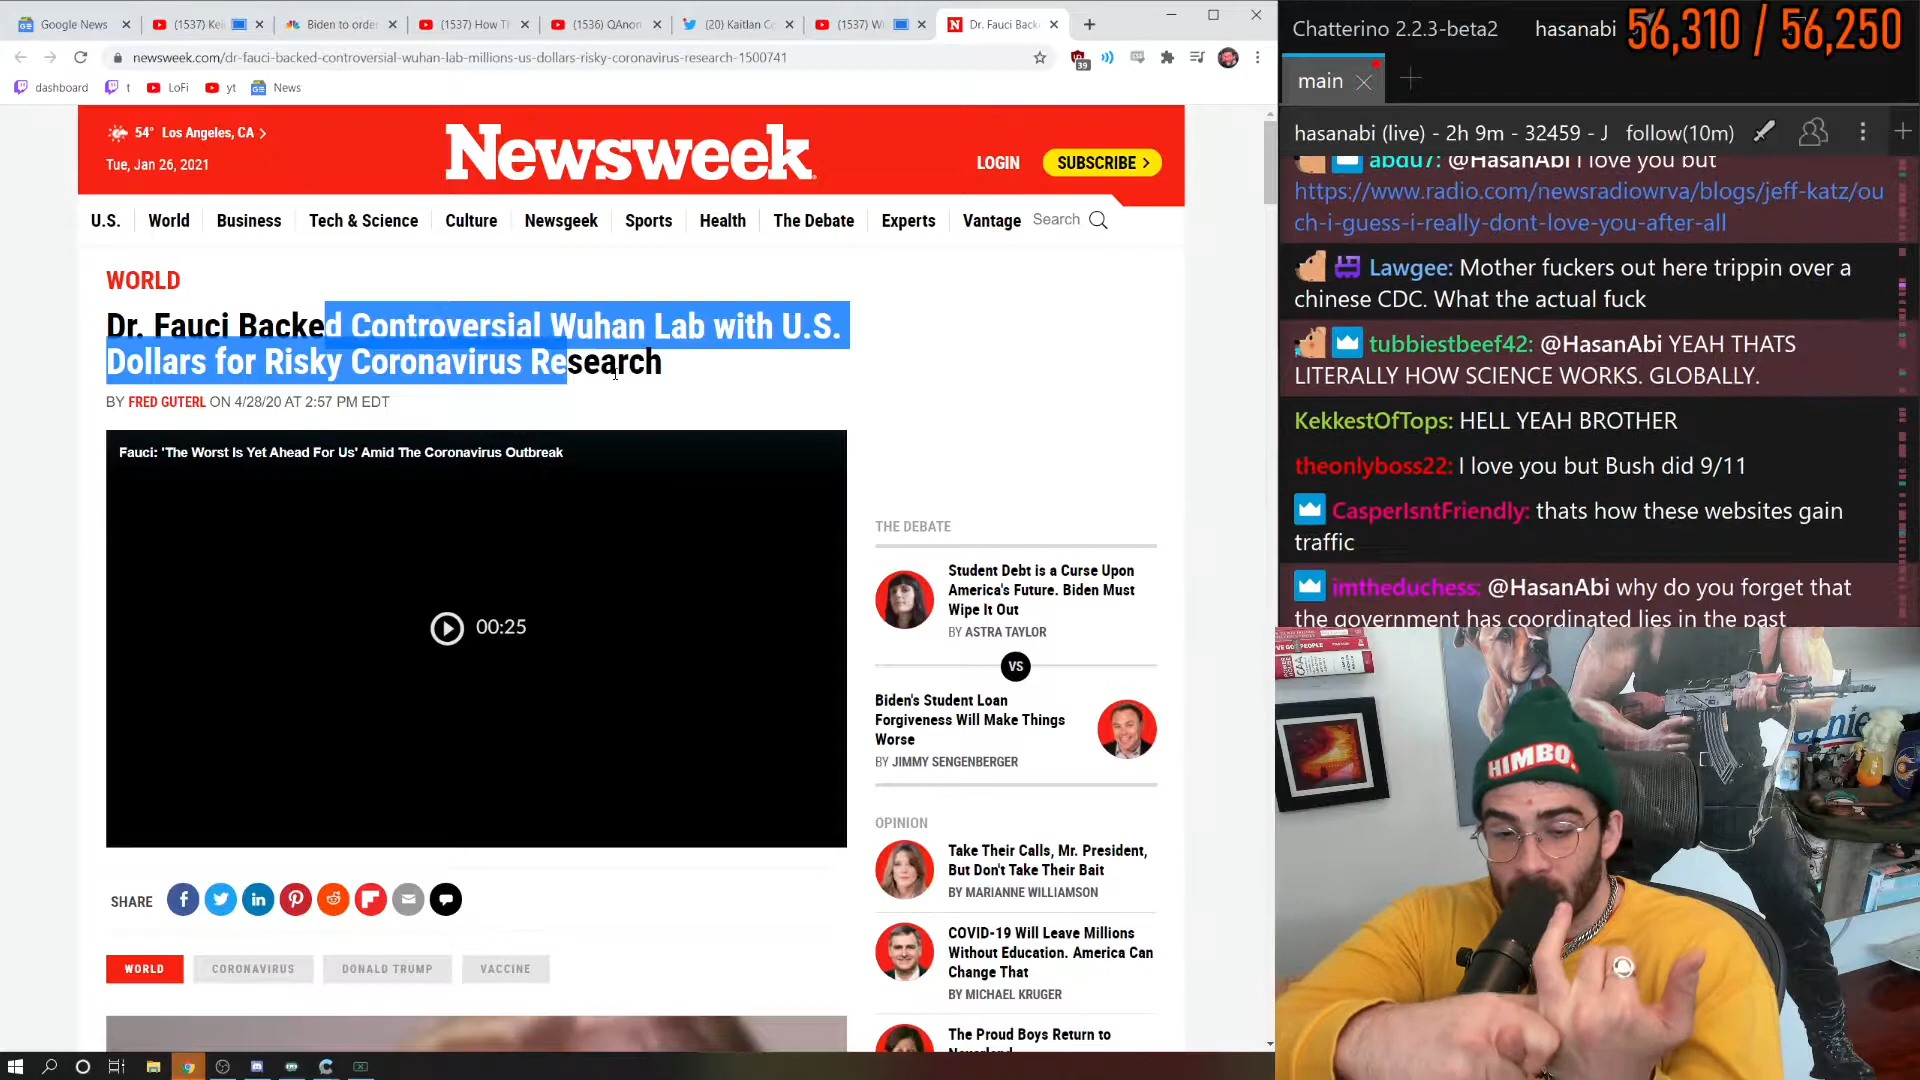 Google News
(1537) Kei
Biden to order
(1537) How T
(1536) QAnon
(20) Kaitlan C
(1537) W
Dr. Fauci Back
newsweek.com/dr-fauci-backed-controversial-wuhan-lab-millions-us-dollars-risky-coronavirus-research-1500741
39
dashboard
t
LoFi
yt
News
54° Los Angeles, CA >
Tue, Jan 26, 2021
Newsweek
LOGIN
SUBSCRIBE >
U.S.
World
Business
Tech & Science
Culture
Newsgeek
Sports
Health
The Debate
Experts
Vantage
Search
WORLD
Dr. Fauci Backed Controversial Wuhan Lab with U.S.
Dollars for Risky Coronavirus Research
BY FRED GUTERL ON 4/28/20 AT 2:57 PM EDT
Fauci: 'The Worst Is Yet Ahead For Us' Amid The Coronavirus Outbreak
00:25
SHARE
WORLD
CORONAVIRUS
DONALD TRUMP
VACCINE
THE DEBATE
Student Debt is a Curse Upon
America's Future. Biden Must
Wipe It Out
BY ASTRA TAYLOR
VS
Biden's Student Loan
Forgiveness Will Make Things
Worse
BY JIMMY SENGENBERGER
OPINION
Take Their Calls, Mr. President,
But Don't Take Their Bait
BY MARIANNE WILLIAMSON
COVID-19 Will Leave Millions
Without Education. America Can
Change That
BY MICHAEL KRUGER
The Proud Boys Return to
Chatterino 2.2.3-beta2
hasanabi
56,310 / 56,250
main
hasanabi (live) - 2h 9m - 32459 - J
follow(10m)
abdu7: @HasanAbi I love you but
https://www.radio.com/newsradiowrva/blogs/jeff-katz/ou
ch-i-guess-i-really-dont-love-you-after-all
Lawgee: Mother fuckers out here trippin over a
chinese CDC. What the actual fuck
tubbiestbeef42: @HasanAbi YEAH THATS
LITERALLY HOW SCIENCE WORKS. GLOBALLY.
KekkestOfTops: HELL YEAH BROTHER
theonlyboss22: I love you but Bush did 9/11
CasperIsntFriendly: thats how these websites gain
traffic
imtheduchess: @HasanAbi why do you forget that
the government has coordinated lies in the past
HIMBO.